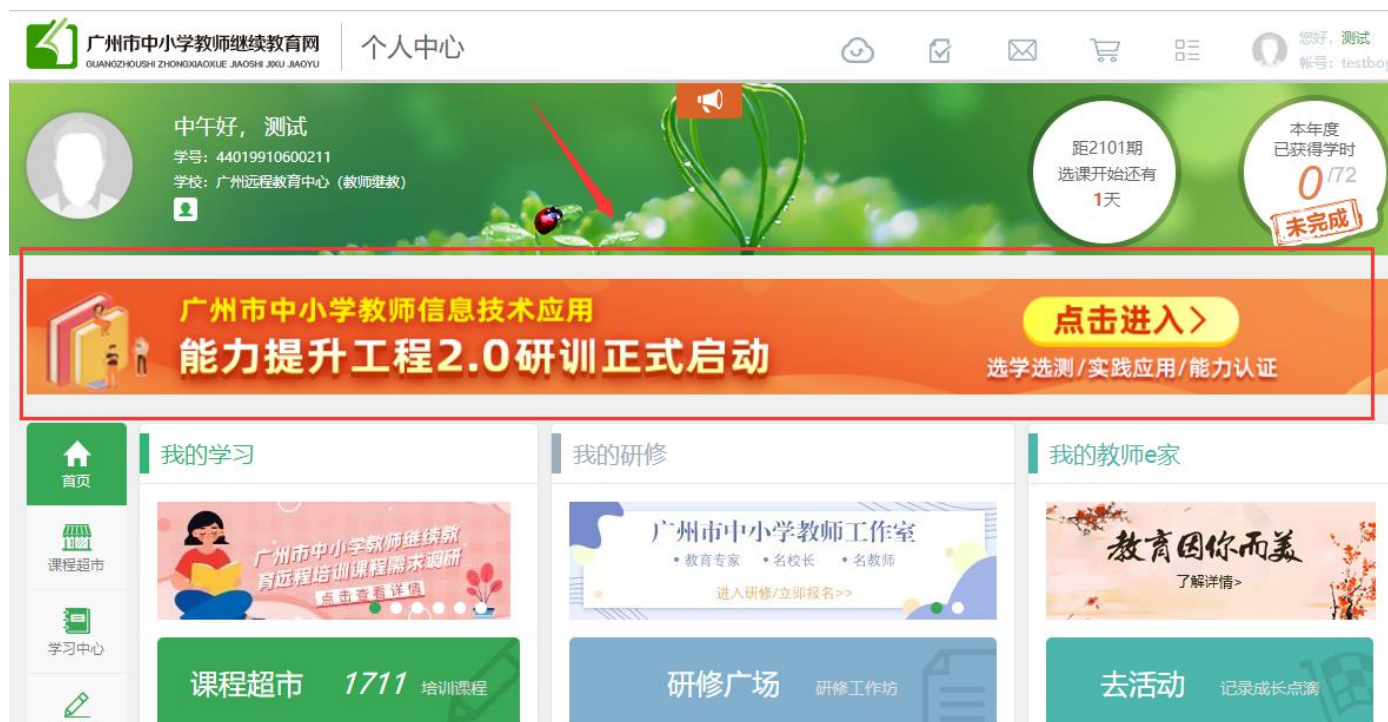 广州市中小学教师继续教育网
GUANGZHOUSHI ZHONGXIAOXUE JIAOSHI JIXU JIAOYU
个人中心
您好，测试
帐号：testboy
中午好， 测试
学号：44019910600211
学校：广州远程教育中心（教师继教）
距2101期
选课开始还有
1天
本年度
已获得学时
0/72
未完成
广州市中小学教师信息技术应用
能力提升工程2.0研训正式启动
点击进入>
选学选测/实践应用/能力认证
首页
课程超市
学习中心
我的学习
广州市中小学教师继续教
育远程培训课程需求调研
点击查看详情
课程超市 1711 培训课程
我的研修
广州市中小学教师工作室
•教育专家 •名校长 •名教师
进入研修/立即报名>>
研修广场 研修工作坊
我的教师e家
教育因你而美
了解详情>
去活动 记录成长点滴